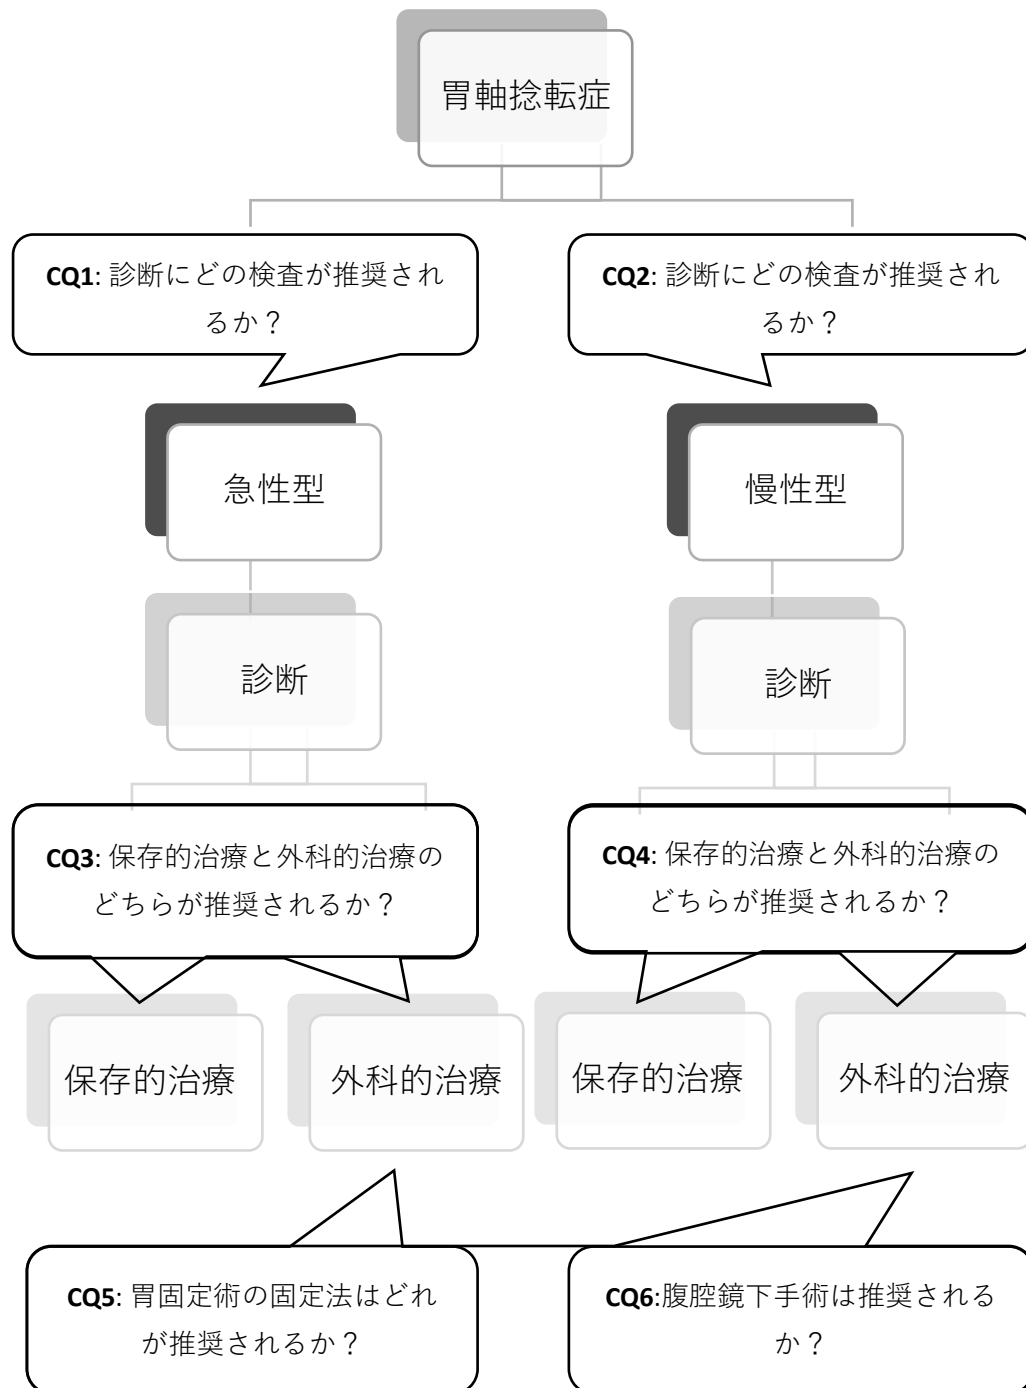 胃軸捻転症
CQ1: 診断にどの検査が推奨され
るか？
CQ2: 診断にどの検査が推奨され
るか？
急性型
慢性型
診断
診断
CQ3: 保存的治療と外科的治療の
どちらが推奨されるか？
CQ4: 保存的治療と外科的治療の
どちらが推奨されるか？
保存的治療
外科的治療
保存的治療
外科的治療
CQ5: 胃固定術の固定法はどれ
が推奨されるか？
CQ6:腹腔鏡下手術は推奨される
か？